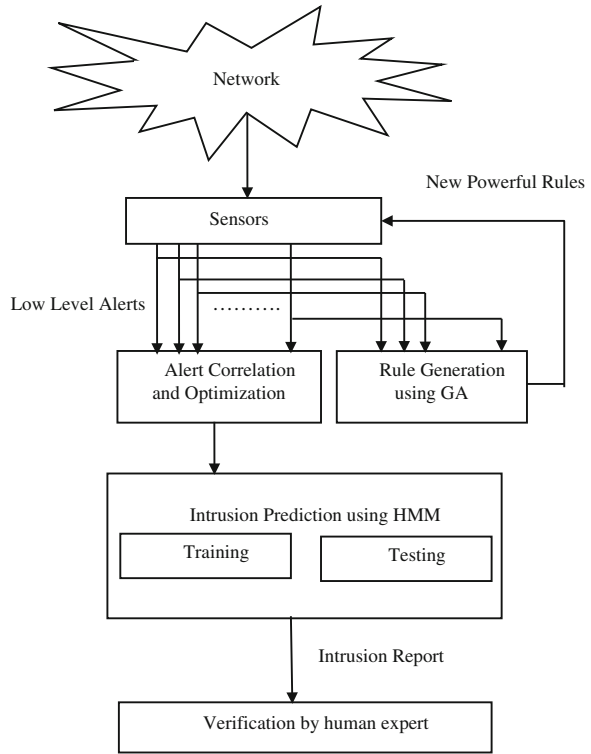 Network
New Powerful Rules
Sensors
Low Level Alerts
……….
Alert Correlation
and Optimization
Rule Generation
using GA
Intrusion Prediction using HMM
Training
Testing
Intrusion Report
Verification by human expert